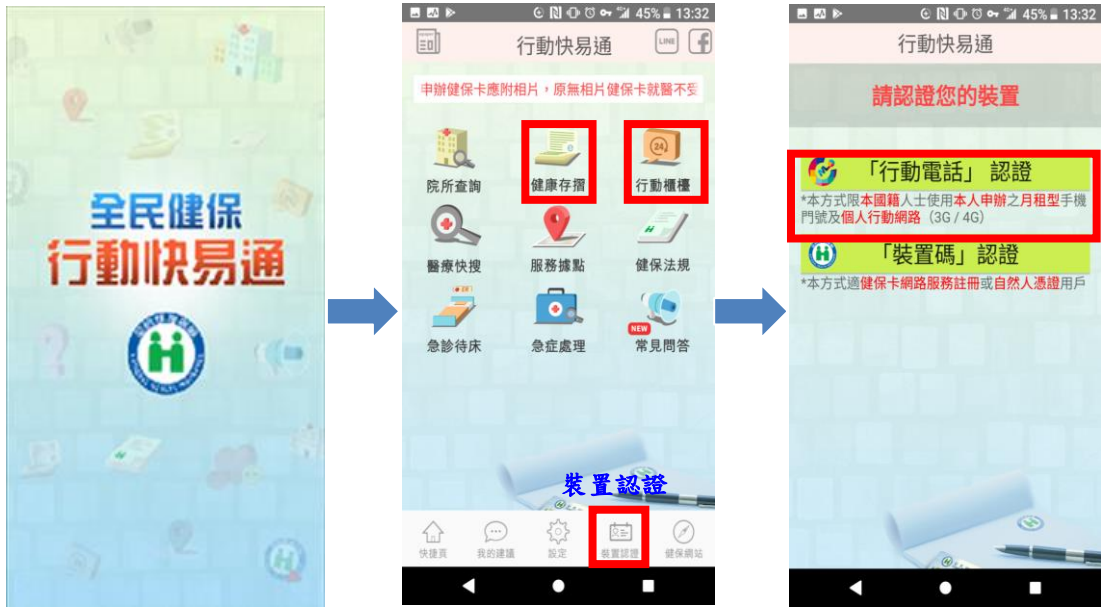 全民健保
行動快易通
45% 13:32
行動快易通
LINE
申辦健保卡應附相片，原無相片健保卡就醫不受
24
院所查詢
健康存摺
行動櫃檯
醫療快搜
服務據點
健保法規
NEW
急診待床
急症處理
常見問答
裝置認證
快捷頁
我的建議
設定
裝置認證
健保網站
45% 13:32
行動快易通
請認證您的裝置
「行動電話」 認證
*本方式限本國籍人士使用本人申辦之月租型手機
門號及個人行動網路（3G / 4G）
「裝置碼」認證
*本方式適健保卡網路服務註冊或自然人憑證用戶